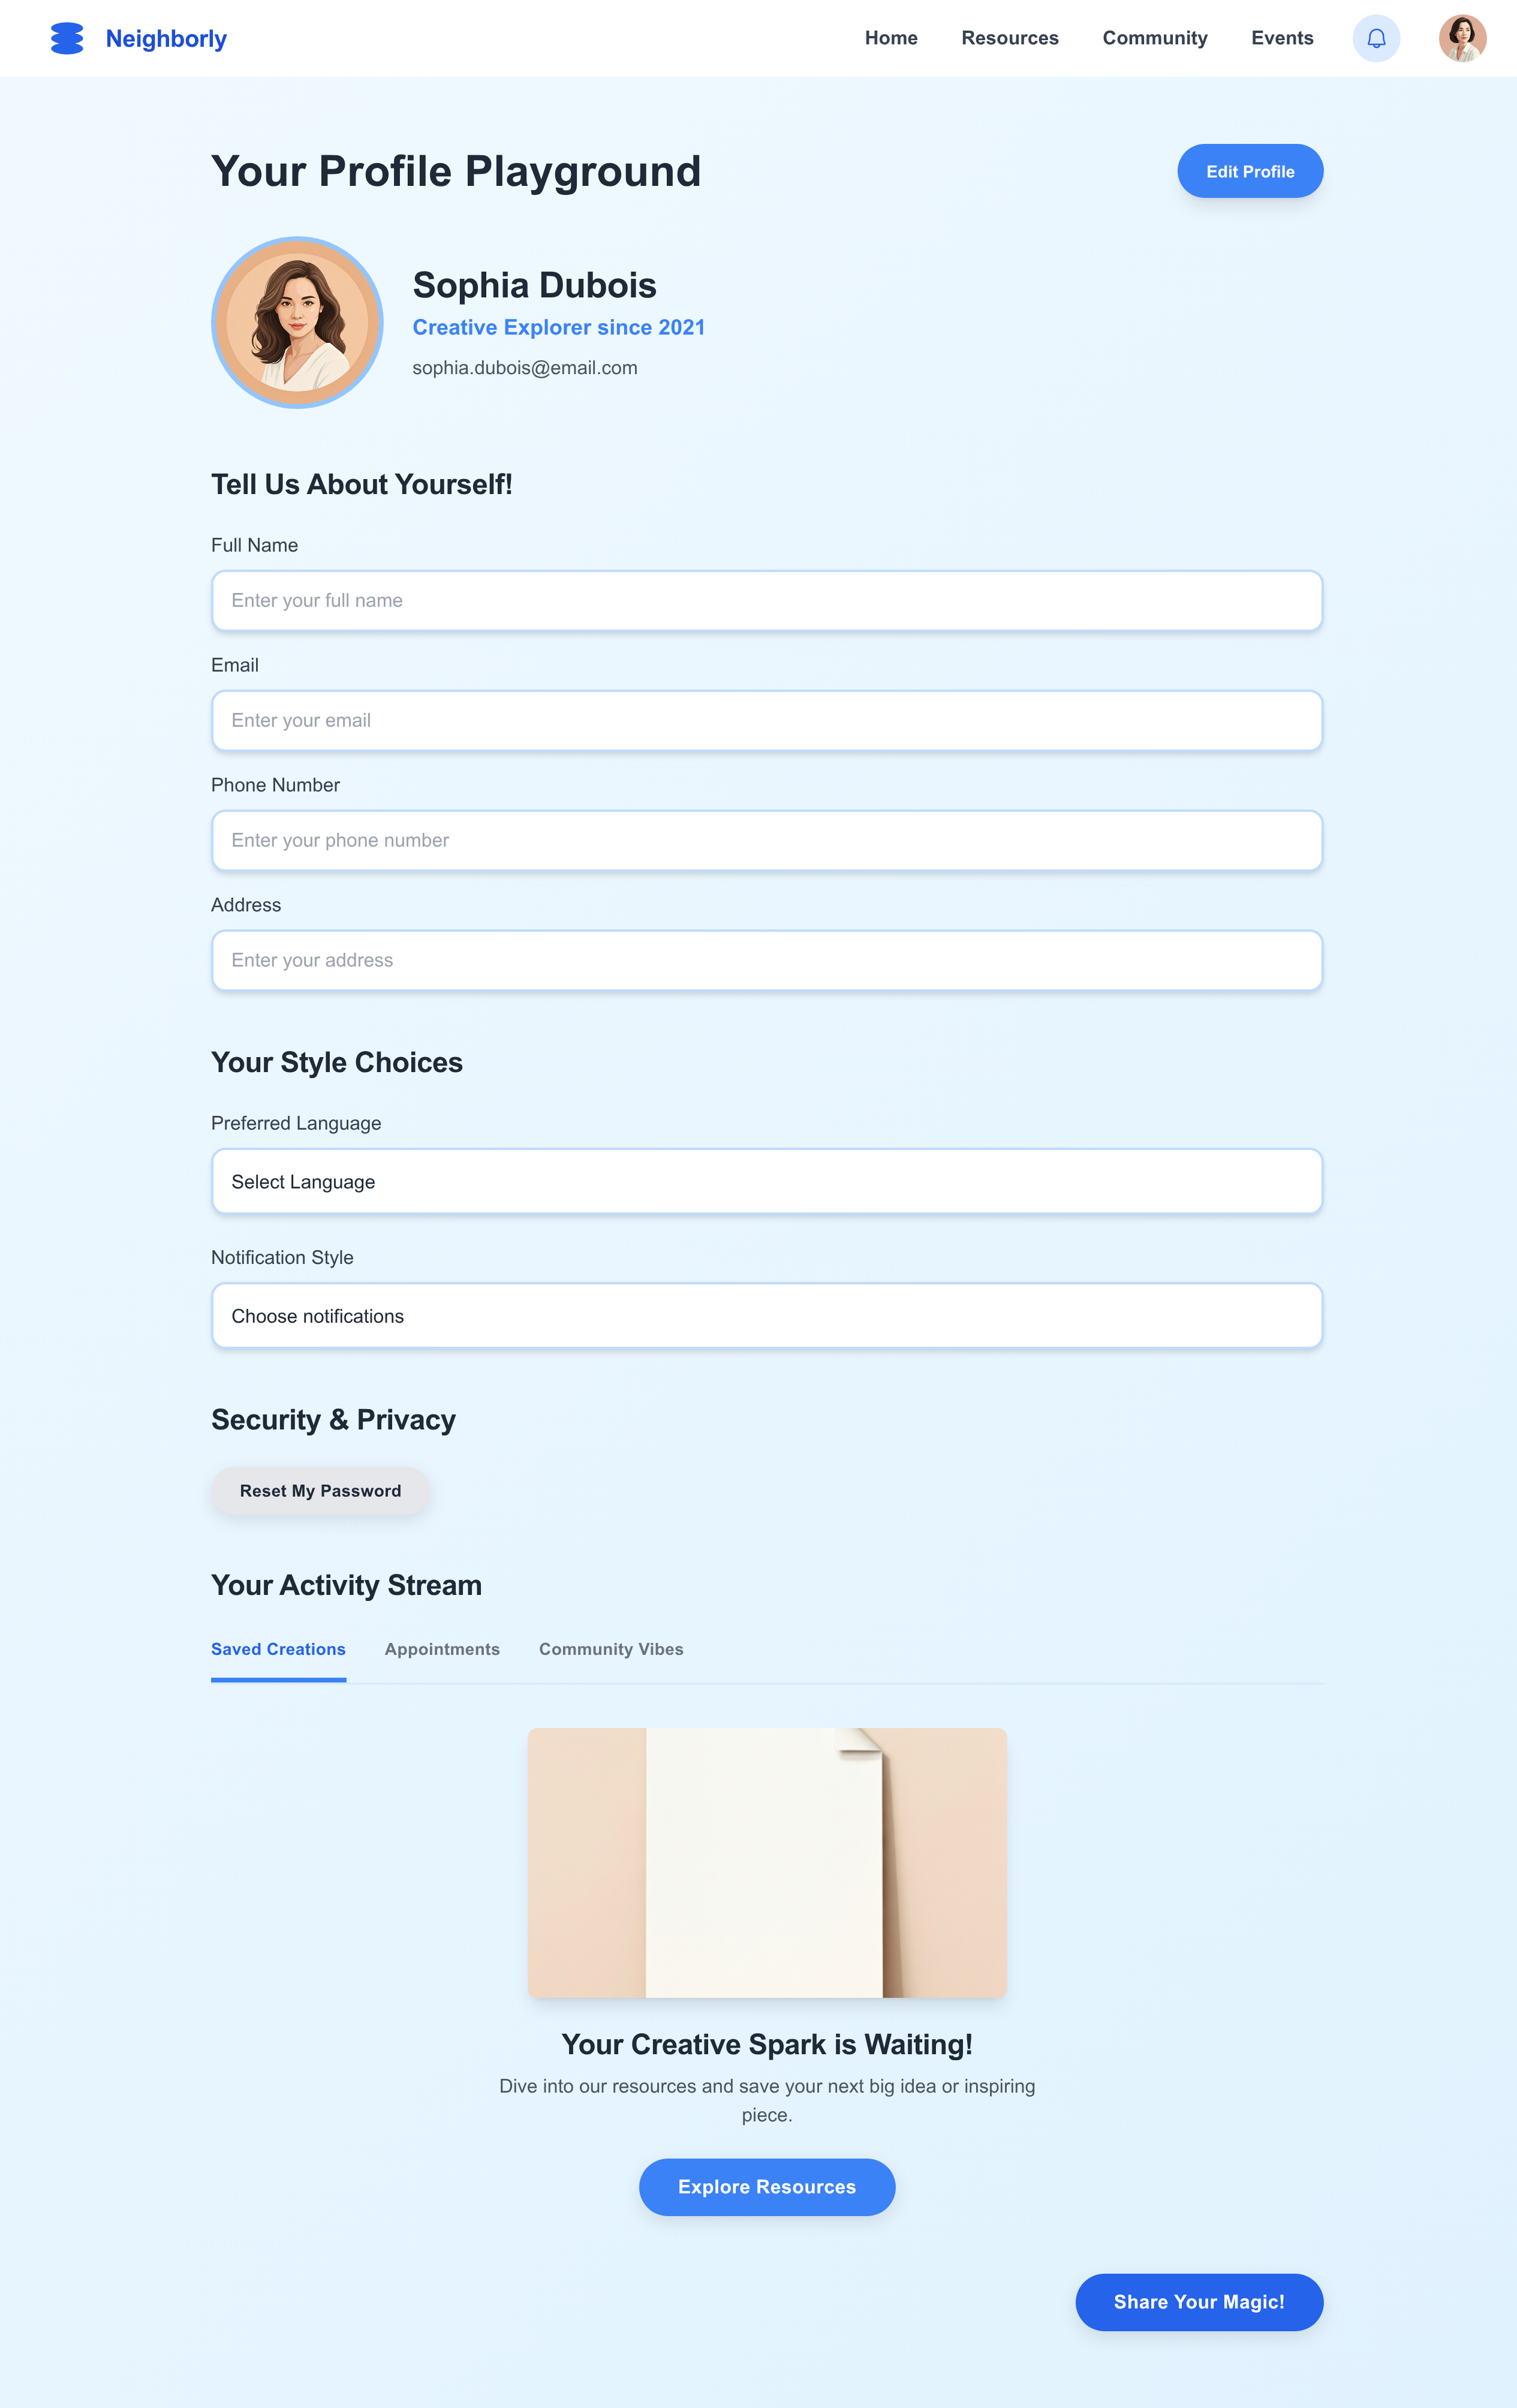 Neighborly
Home
Resources
Community
Events
Your Profile Playground
Edit Profile
Sophia Dubois
Creative Explorer since 2021
sophia.dubois@email.com
Tell Us About Yourself!
Full Name
Enter your full name
Email
Enter your email
Phone Number
Enter your phone number
Address
Enter your address
Your Style Choices
Preferred Language
Select Language
Notification Style
Choose notifications
Security & Privacy
Reset My Password
Your Activity Stream
Saved Creations
Appointments
Community Vibes
Your Creative Spark is Waiting!
Dive into our resources and save your next big idea or inspiring
piece.
Explore Resources
Share Your Magic!